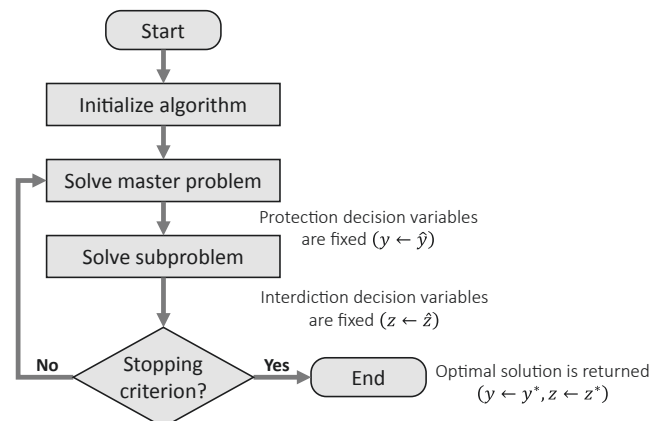 Start
Initialize algorithm
Solve master problem
Protection decision variables
are fixed (y ← ŷ)
Solve subproblem
Interdiction decision variables
are fixed (z ← ẑ)
No
Stopping
criterion?
Yes
End
Optimal solution is returned
(y ← y*, z ← z*)